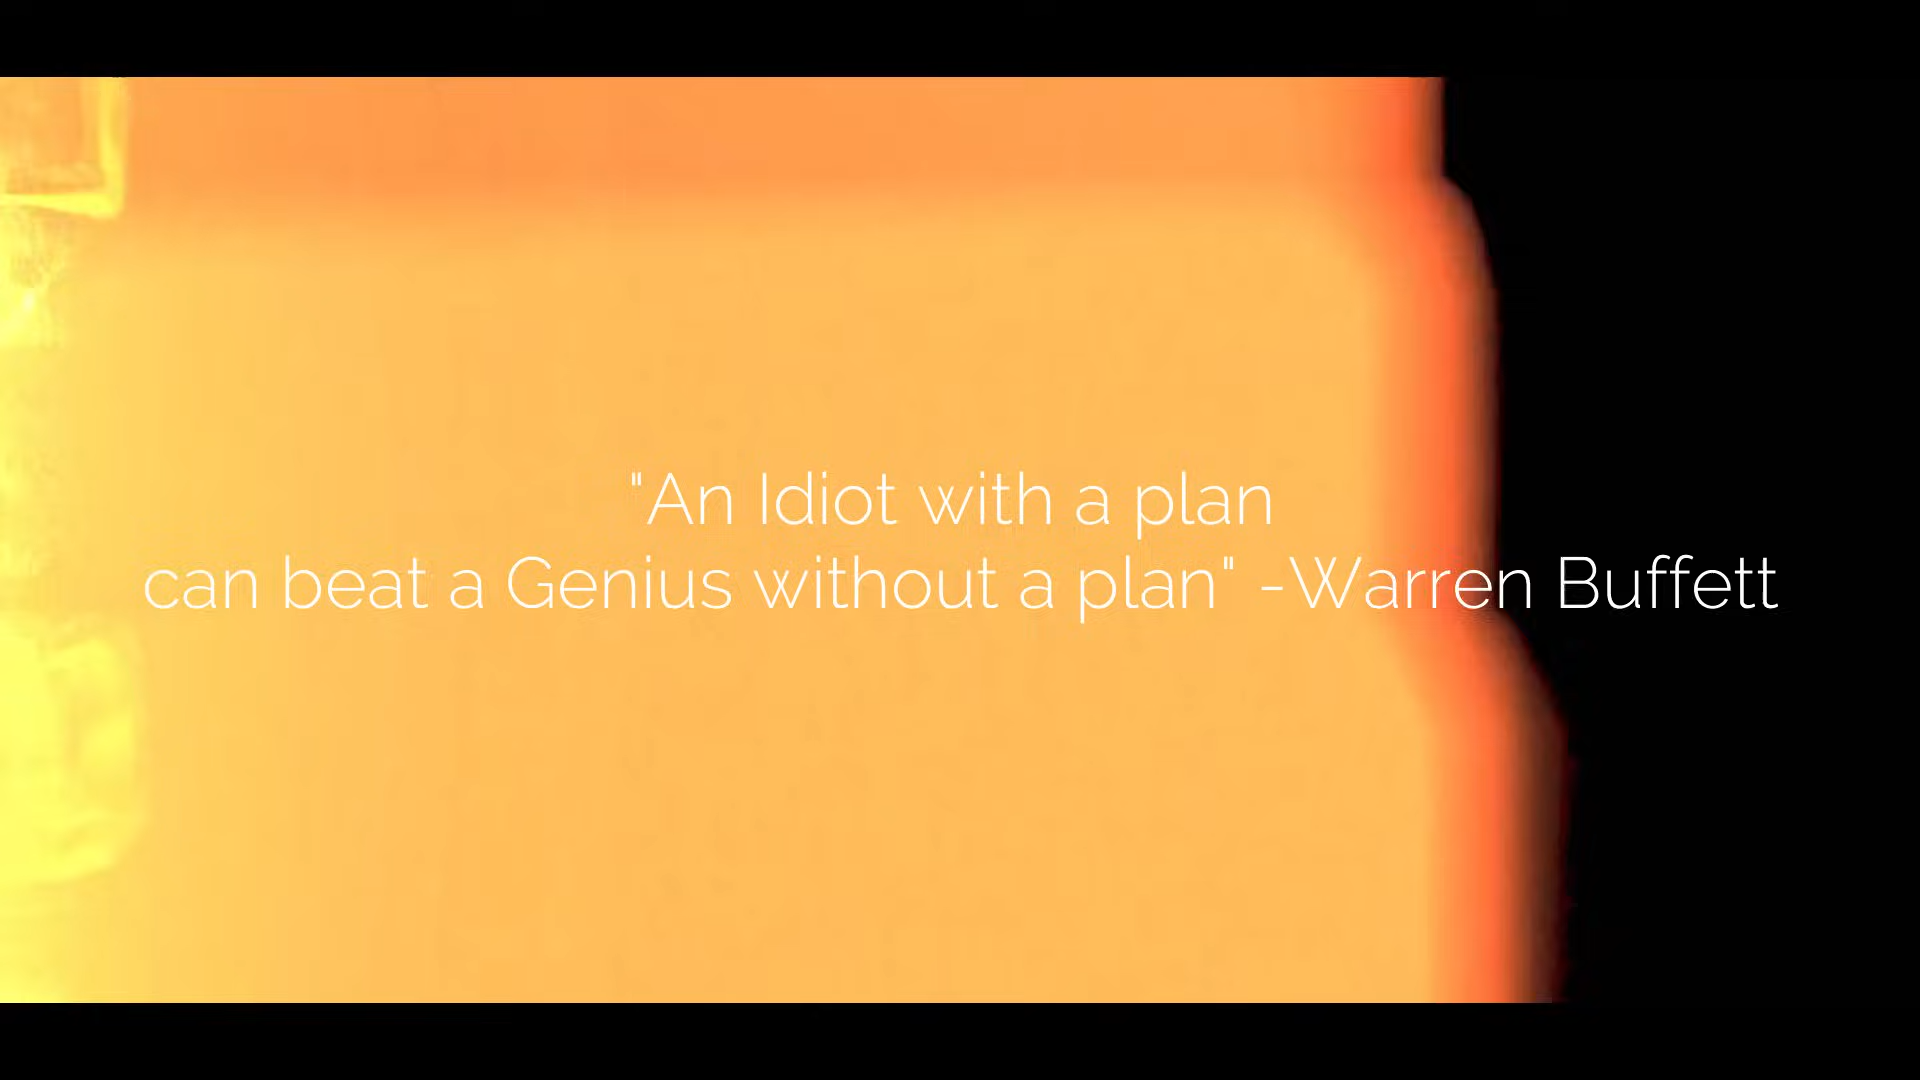 "An Idiot with a plan
can beat a Genius without a plan" -Warren Buffett